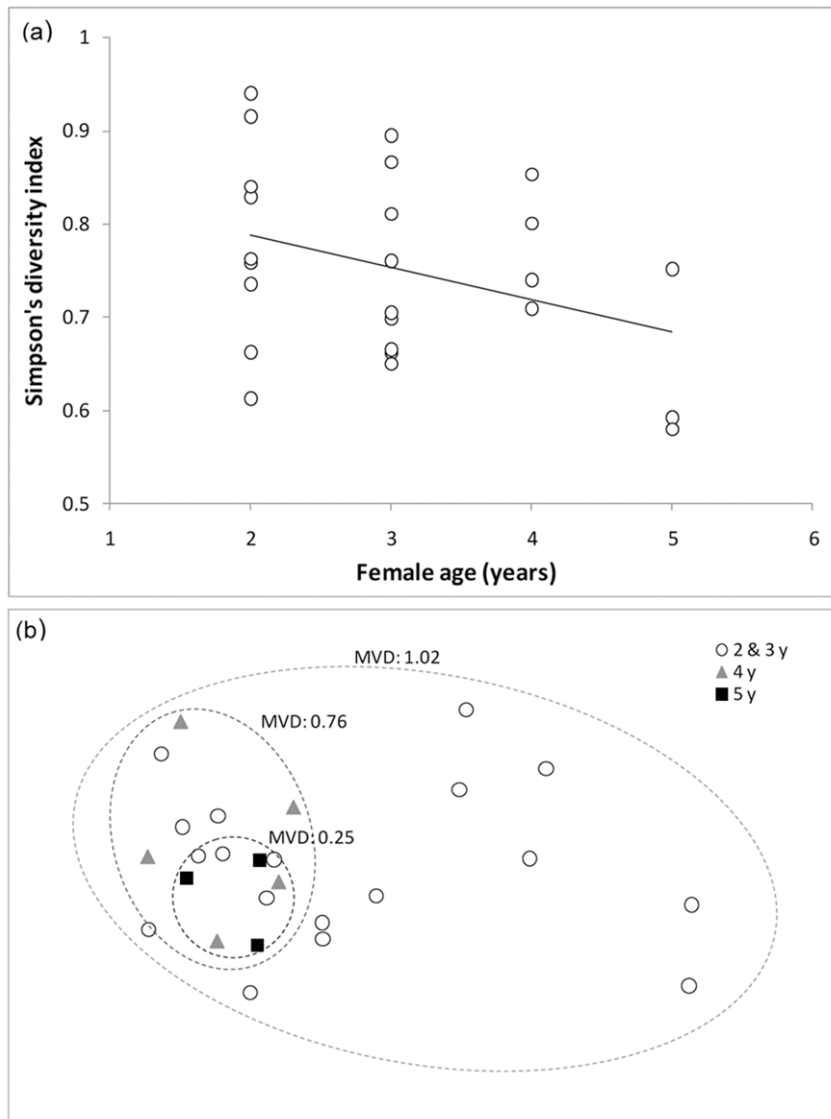 (a)
1
0.9
0.8
0.7
0.6
0.5
Simpson's diversity index
1 2 3 4 5 6
Female age (years)
(b)
MVD: 1.02
MVD: 0.76
MVD: 0.25
2 & 3 y
4 y
5 y